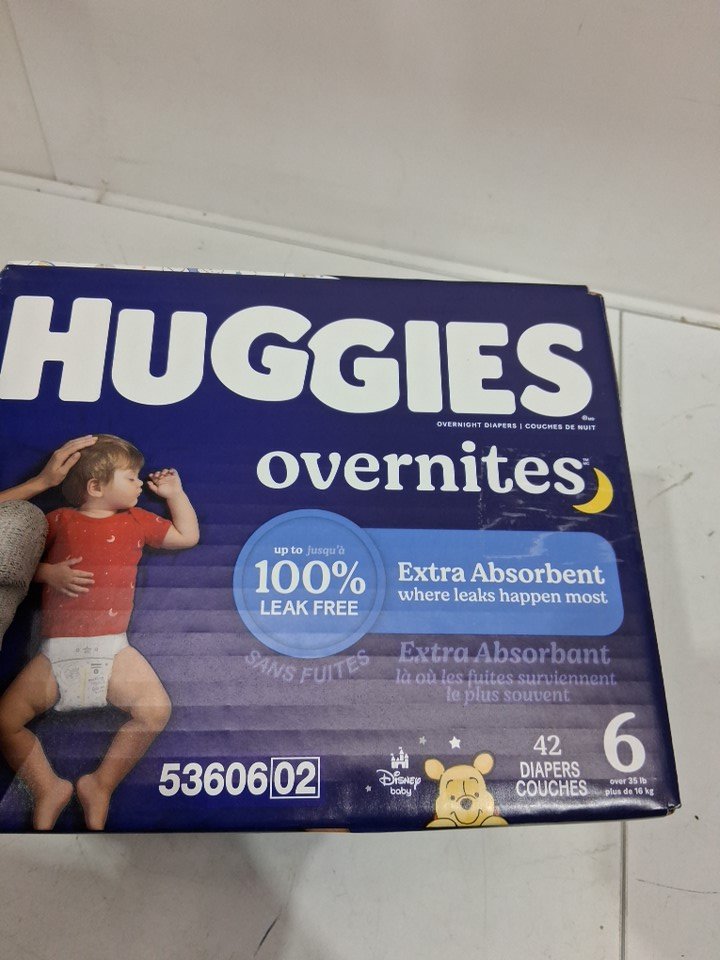 HUGGIES
OVERNIGHT DIAPERS | COUCHES DE NUIT
overnites
up to jusqu'à
100%
LEAK FREE
SANS FUITES
Extra Absorbent
where leaks happen most
Extra Absorbant
là où les fuites surviennent
le plus souvent
53606 02
Disney
baby
42
DIAPERS
COUCHES
6
over 35 lb
plus de 16 kg